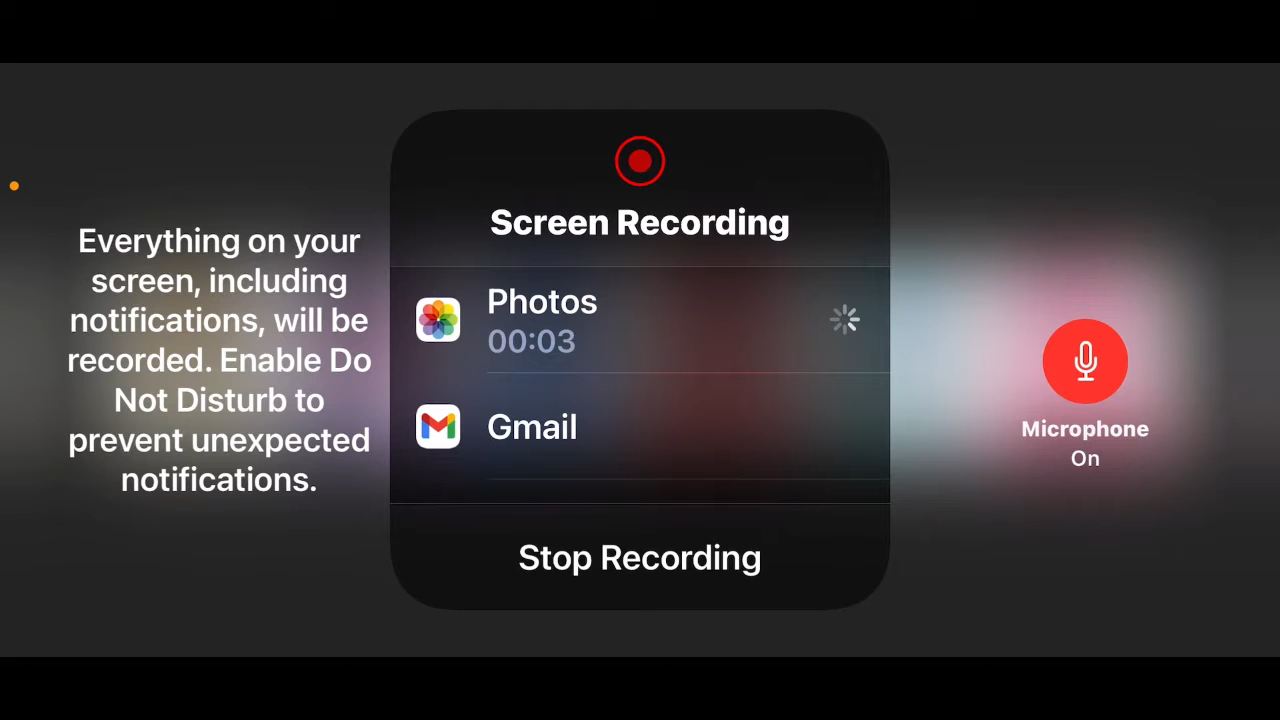 Everything on your
screen, including
notifications, will be
recorded. Enable Do
Not Disturb to
prevent unexpected
notifications.
Screen Recording
Photos
00:03
Gmail
Stop Recording
Microphone
On